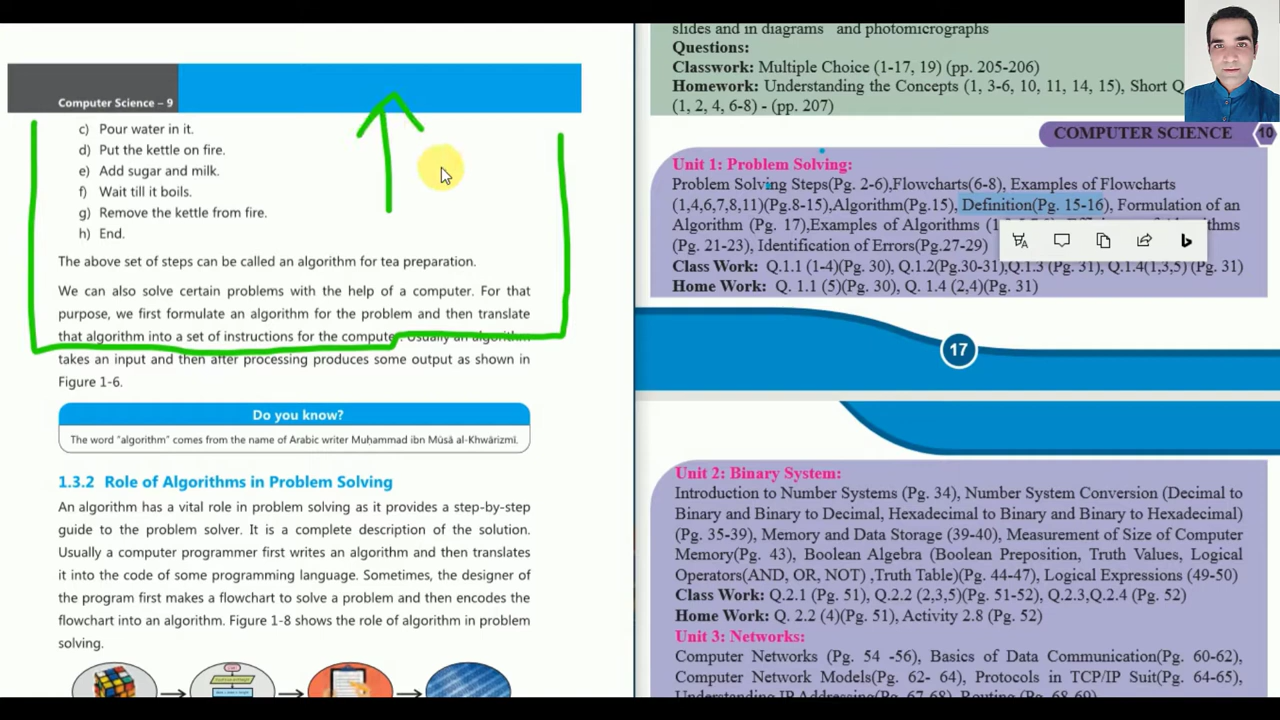 Computer Science – 9
c) Pour water in it.
d) Put the kettle on fire.
e) Add sugar and milk.
f) Wait till it boils.
g) Remove the kettle from fire.
h) End.
The above set of steps can be called an algorithm for tea preparation.
We can also solve certain problems with the help of a computer. For that
purpose, we first formulate an algorithm for the problem and then translate
that algorithm into a set of instructions for the computer. Usually an algorithm
takes an input and then after processing produces some output as shown in
Figure 1-6.
Do you know?
The word "algorithm" comes from the name of Arabic writer Muḥammad ibn Mūsā al-Khwārizmī.
1.3.2 Role of Algorithms in Problem Solving
An algorithm has a vital role in problem solving as it provides a step-by-step
guide to the problem solver. It is a complete description of the solution.
Usually a computer programmer first writes an algorithm and then translates
it into the code of some programming language. Sometimes, the designer of
the program first makes a flowchart to solve a problem and then encodes the
flowchart into an algorithm. Figure 1-8 shows the role of algorithm in problem
solving.
slides and in diagrams and photomicrographs
Questions:
Classwork: Multiple Choice (1-17, 19) (pp. 205-206)
Homework: Understanding the Concepts (1, 3-6, 10, 11, 14, 15), Short Q
(1, 2, 4, 6-8) - (pp. 207)
COMPUTER SCIENCE 10
Unit 1: Problem Solving:
Problem Solving Steps(Pg. 2-6),Flowcharts(6-8), Examples of Flowcharts
(1,4,6,7,8,11)(Pg.8-15),Algorithm(Pg.15), Definition(Pg. 15-16), Formulation of an
Algorithm (Pg. 17),Examples of Algorithms
(Pg. 21-23), Identification of Errors(Pg.27-29)
Class Work: Q.1.1 (1-4)(Pg. 30), Q.1.2(Pg.30-31),Q.1.3 (Pg. 31),Q.1.4(1,3,5) (Pg. 31)
Home Work: Q. 1.1 (5)(Pg. 30), Q. 1.4 (2,4)(Pg. 31)
17
Unit 2: Binary System:
Introduction to Number Systems (Pg. 34), Number System Conversion (Decimal to
Binary and Binary to Decimal, Hexadecimal to Binary and Binary to Hexadecimal)
(Pg. 35-39), Memory and Data Storage (39-40), Measurement of Size of Computer
Memory(Pg. 43), Boolean Algebra (Boolean Preposition, Truth Values, Logical
Operators(AND, OR, NOT) ,Truth Table)(Pg. 44-47), Logical Expressions (49-50)
Class Work: Q.2.1 (Pg. 51), Q.2.2 (2,3,5)(Pg. 51-52), Q.2.3,Q.2.4 (Pg. 52)
Home Work: Q. 2.2 (4)(Pg. 51), Activity 2.8 (Pg. 52)
Unit 3: Networks:
Computer Networks (Pg. 54 -56), Basics of Data Communication(Pg. 60-62),
Computer Network Models(Pg. 62- 64), Protocols in TCP/IP Suit(Pg. 64-65),
Understanding IP Addressing(Pg. 67-68), Routing (Pg. 68-69)